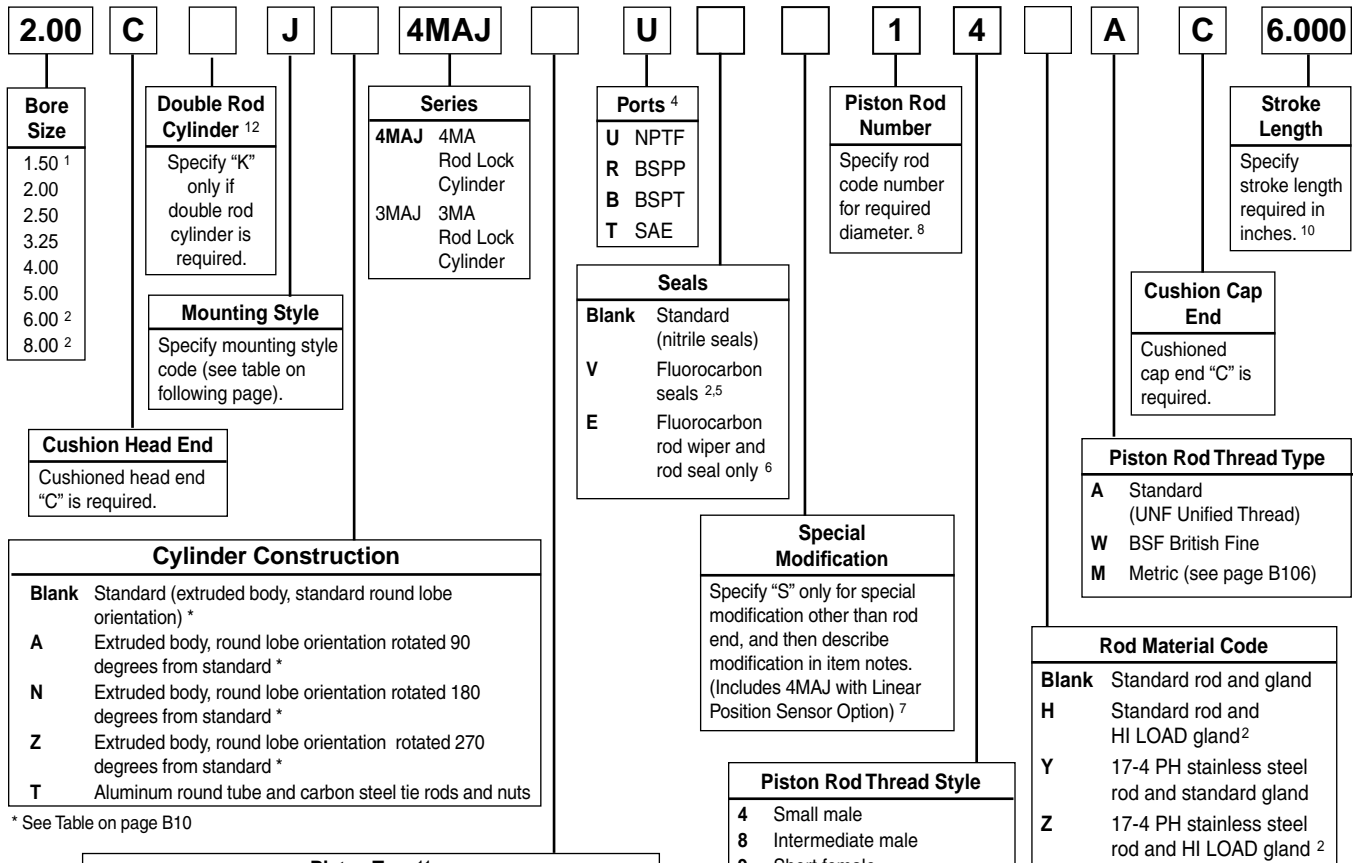 2.00 C J 4MAJ U 1 4 A C 6.000
Bore
Size
1.50 1
2.00
2.50
3.25
4.00
5.00
6.00 2
8.00 2
Double Rod
Cylinder 12
Specify “K”
only if
double rod
cylinder is
required.
Series
4MAJ 4MA
Rod Lock
Cylinder
3MAJ 3MA
Rod Lock
Cylinder
Ports 4
U NPTF
R BSPP
B BSPT
T SAE
Piston Rod
Number
Specify rod
code number
for required
diameter. 8
Stroke
Length
Specify
stroke length
required in
inches. 10
Mounting Style
Specify mounting style
code (see table on
following page).
Seals
Blank Standard
(nitrile seals)
V Fluorocarbon
seals 2,5
E Fluorocarbon
rod wiper and
rod seal only 6
Cushion Cap
End
Cushioned
cap end “C” is
required.
Cushion Head End
Cushioned head end
“C” is required.
Piston Rod Thread Type
A Standard
(UNF Unified Thread)
W BSF British Fine
M Metric (see page B106)
Cylinder Construction
Blank Standard (extruded body, standard round lobe
orientation) *
A Extruded body, round lobe orientation rotated 90
degrees from standard *
N Extruded body, round lobe orientation rotated 180
degrees from standard *
Z Extruded body, round lobe orientation rotated 270
degrees from standard *
T Aluminum round tube and carbon steel tie rods and nuts
* See Table on page B10
Special
Modification
Specify “S” only for special
modification other than rod
end, and then describe
modification in item notes.
(Includes 4MAJ with Linear
Position Sensor Option) 7
Rod Material Code
Blank Standard rod and gland
H Standard rod and
HI LOAD gland2
Y 17-4 PH stainless steel
rod and standard gland
Z 17-4 PH stainless steel
rod and HI LOAD gland 2
Piston Rod Thread Style
4 Small male
8 Intermediate male